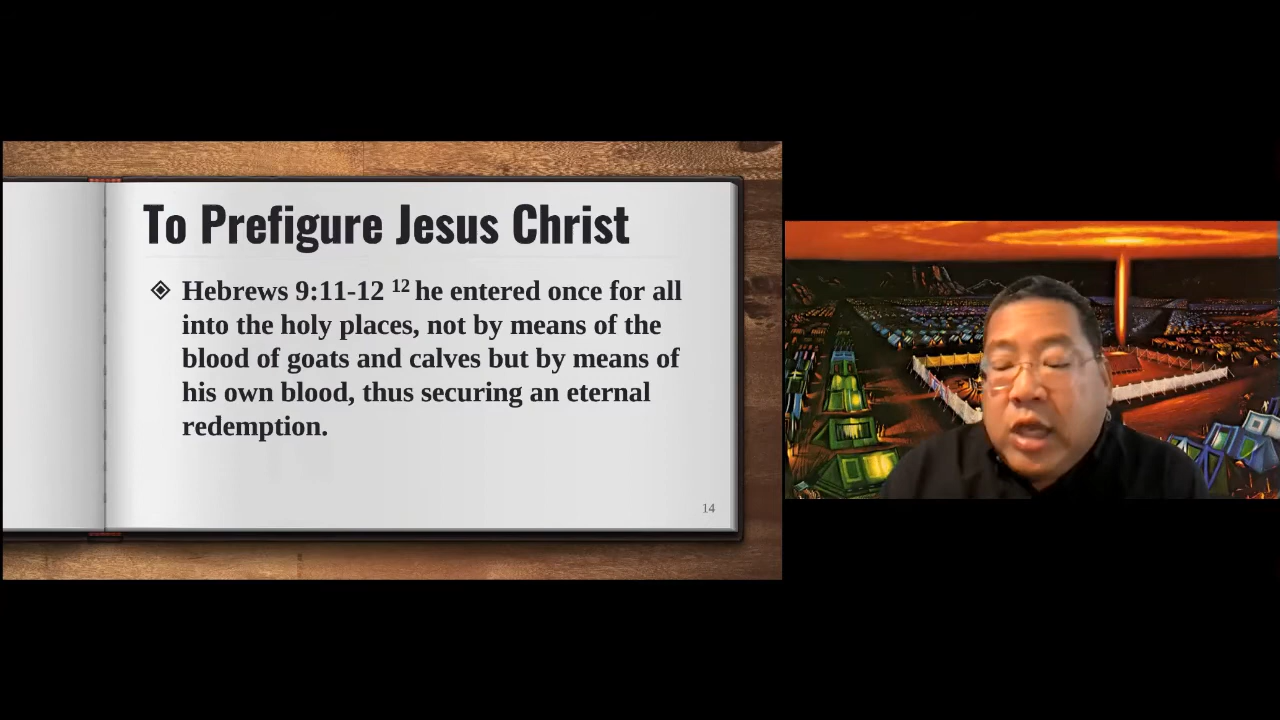 To Prefigure Jesus Christ
Hebrews 9:11-12 12 he entered once for all
into the holy places, not by means of the
blood of goats and calves but by means of
his own blood, thus securing an eternal
redemption.
14